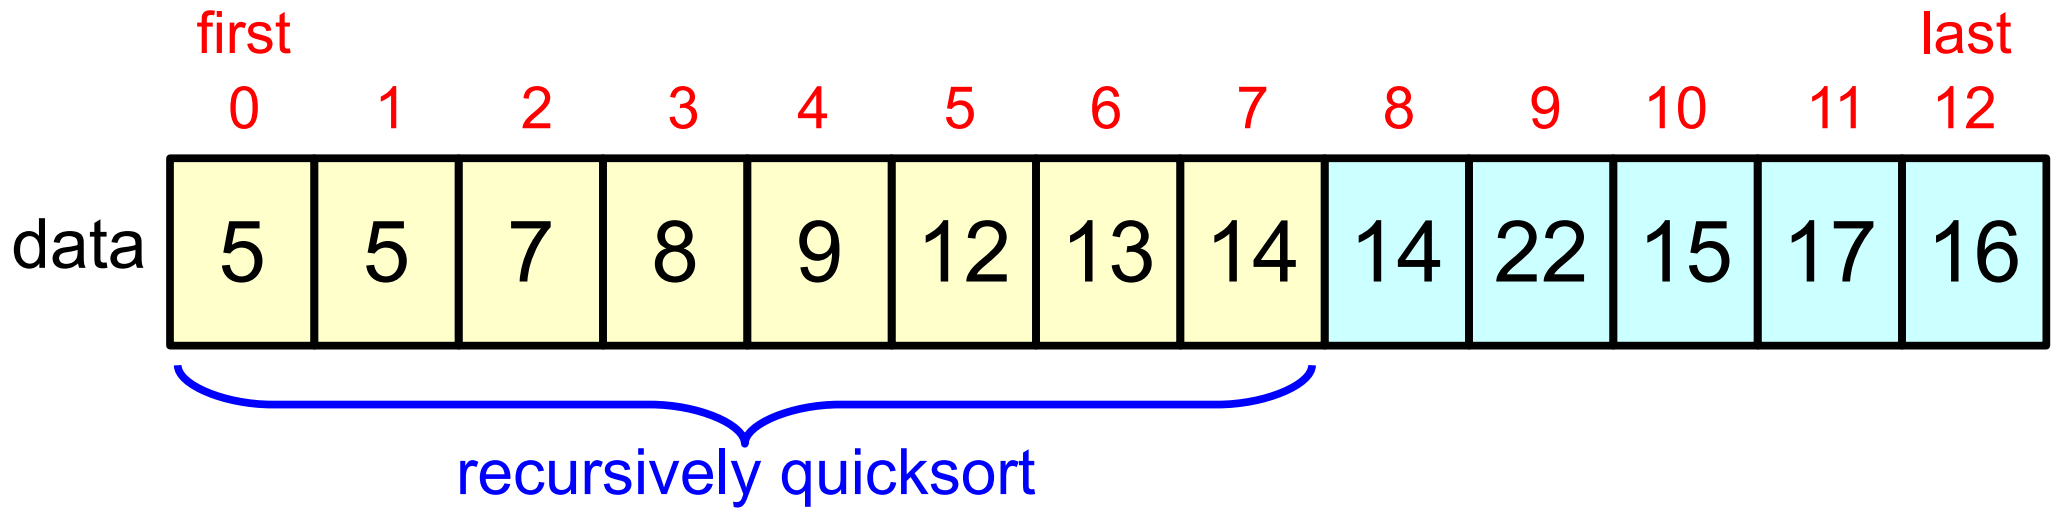 first last
0 1 2 3 4 5 6 7 8 9 10 11 12
data 5 5 7 8 9 12 13 14 14 22 15 17 16
recursively quicksort